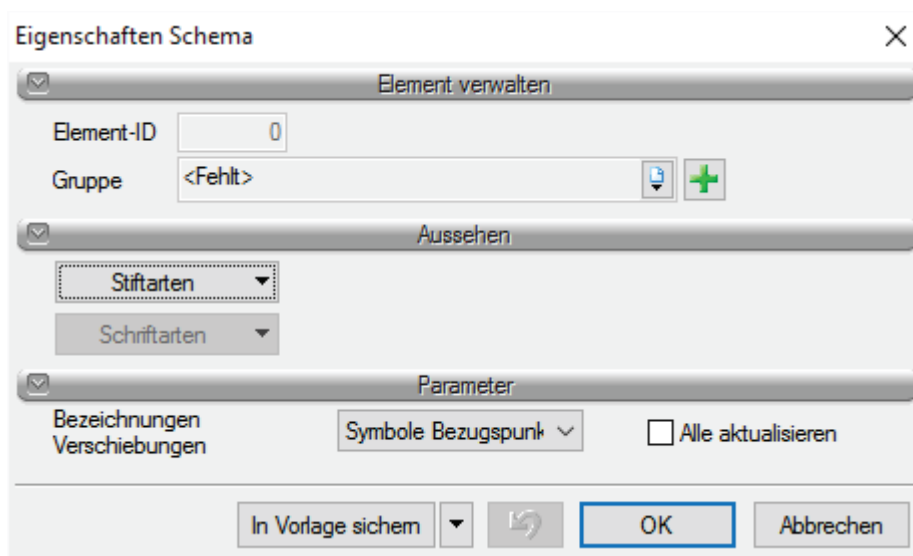 Eigenschaften Schema
Element verwalten
Element-ID 0
Gruppe <Fehlt>
Aussehen
Stiftarten
Schriftarten
Parameter
Bezeichnungen
Verschiebungen
Symbole Bezugspunk
Alle aktualisieren
In Vorlage sichern OK Abbrechen